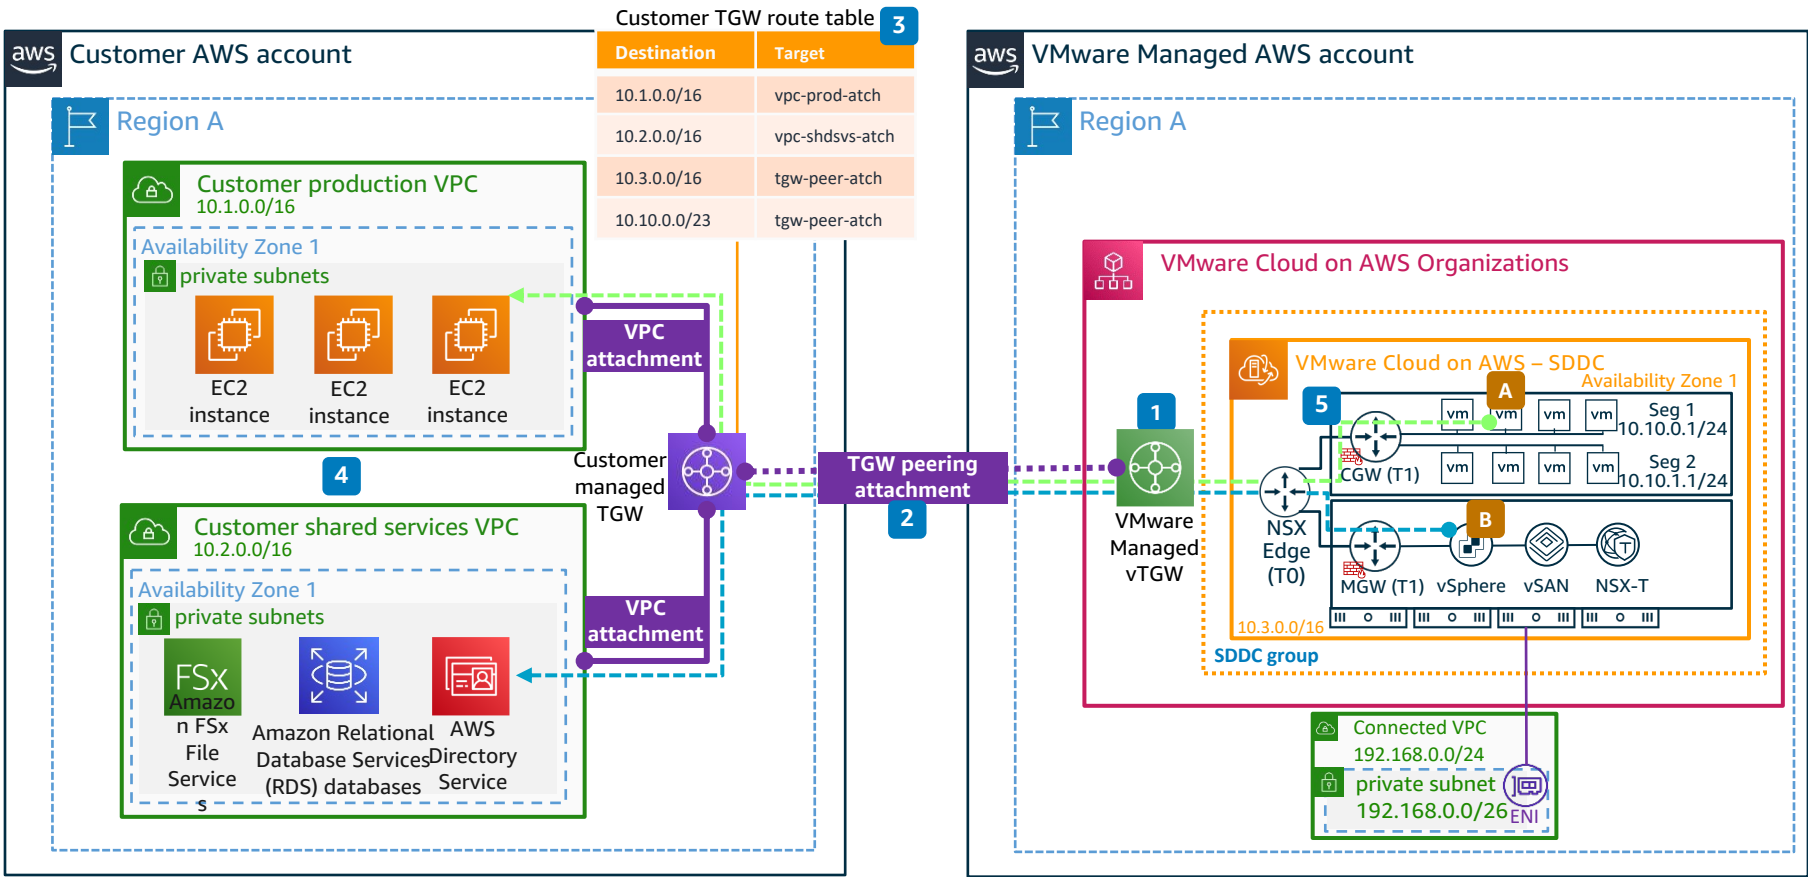 Customer TGW route table
3
Destination
Target
10.1.0.0/16
vpc-prod-atch
10.2.0.0/16
vpc-shdsvs-atch
10.3.0.0/16
tgw-peer-atch
10.10.0.0/23
tgw-peer-atch
aws
Customer AWS account
Region A
Customer production VPC
10.1.0.0/16
Availability Zone 1
private subnets
EC2
instance
EC2
instance
EC2
instance
VPC
attachment
4
Customer
managed
TGW
Customer shared services VPC
10.2.0.0/16
Availability Zone 1
private subnets
FSx
Amazo
n FSx
File
Service
s
Amazon Relational
Database Services
(RDS) databases
AWS
Directory
Service
VPC
attachment
TGW peering
attachment
2
aws
VMware Managed AWS account
Region A
VMware Cloud on AWS Organizations
1
VMware
Managed
vTGW
VMware Cloud on AWS – SDDC
Availability Zone 1
5
A
vm
vm
vm
vm
Seg 1
10.10.0.1/24
vm
vm
vm
vm
Seg 2
10.10.1.1/24
CGW (T1)
NSX
Edge
(T0)
B
MGW (T1)
vSphere
vSAN
T
NSX-T
10.3.0.0/16
SDDC group
Connected VPC
192.168.0.0/24
private subnet
192.168.0.0/26
ENI